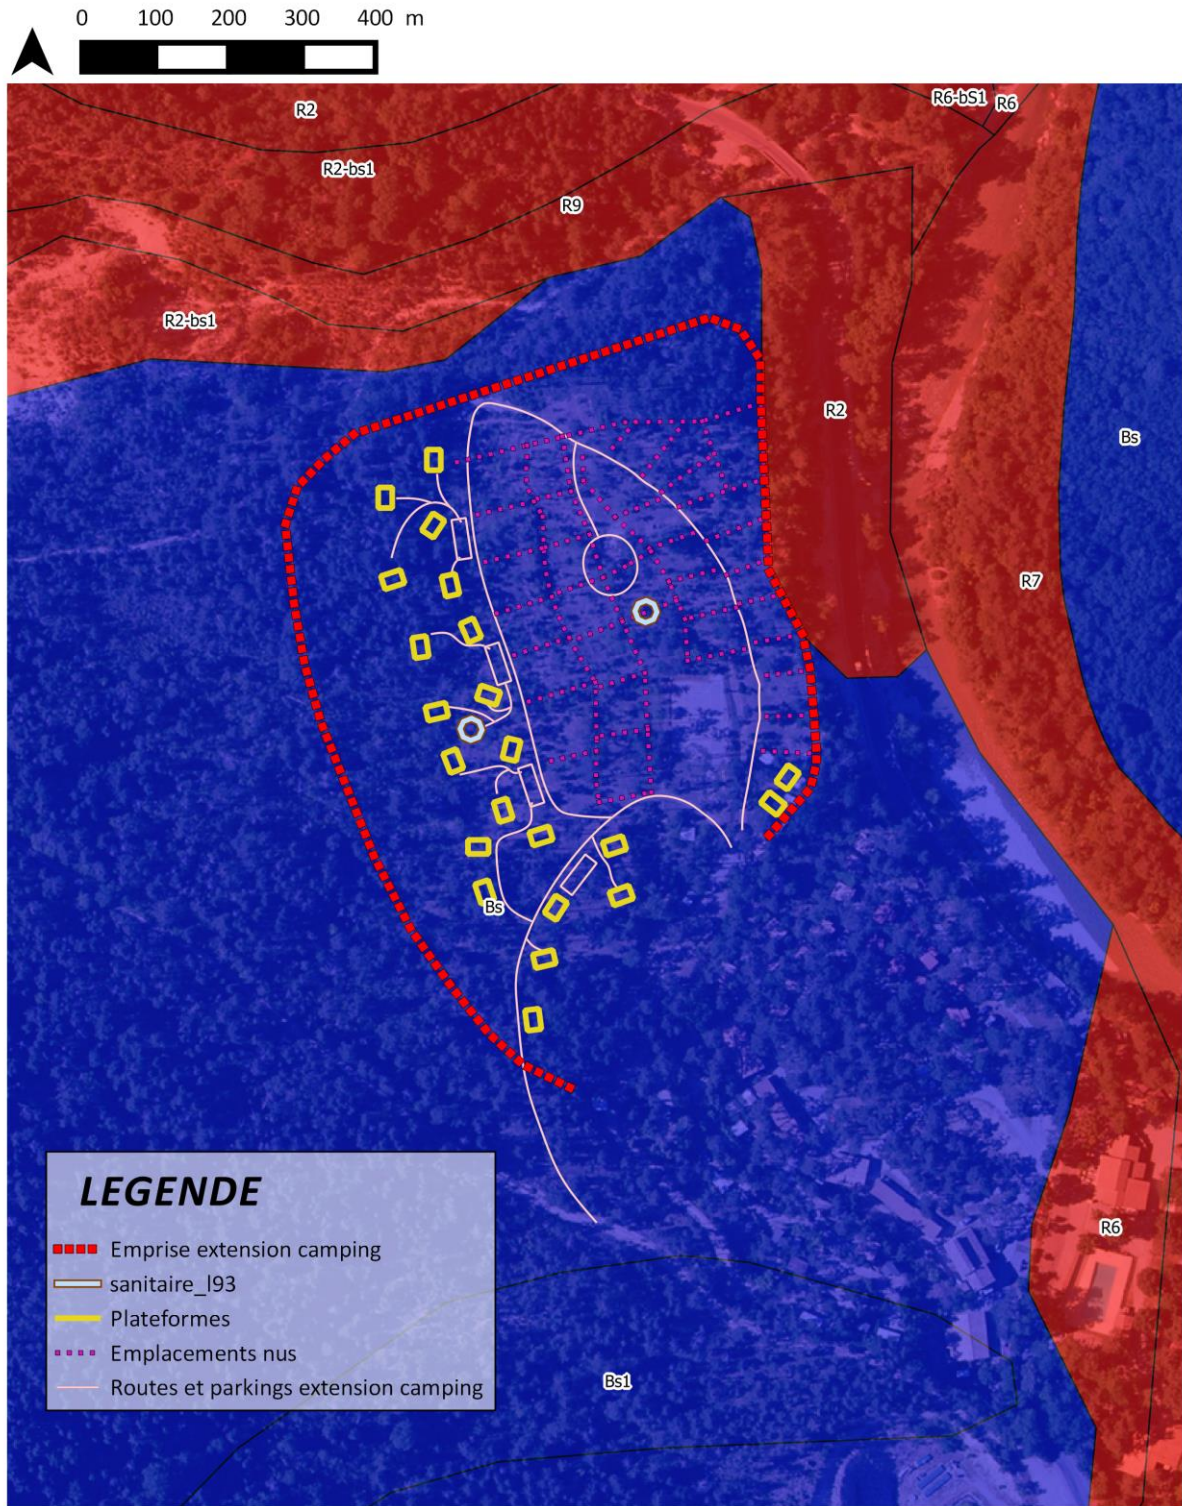 0 100 200 300 400 m
R6-bS1
R6
R2
R2-bs1
R9
R2-bs1
R2
Bs
R7
Bs
LEGENDE
Emprise extension camping
sanitaire_l93
Plateformes
Emplacements nus
Routes et parkings extension camping
R6
Bs1